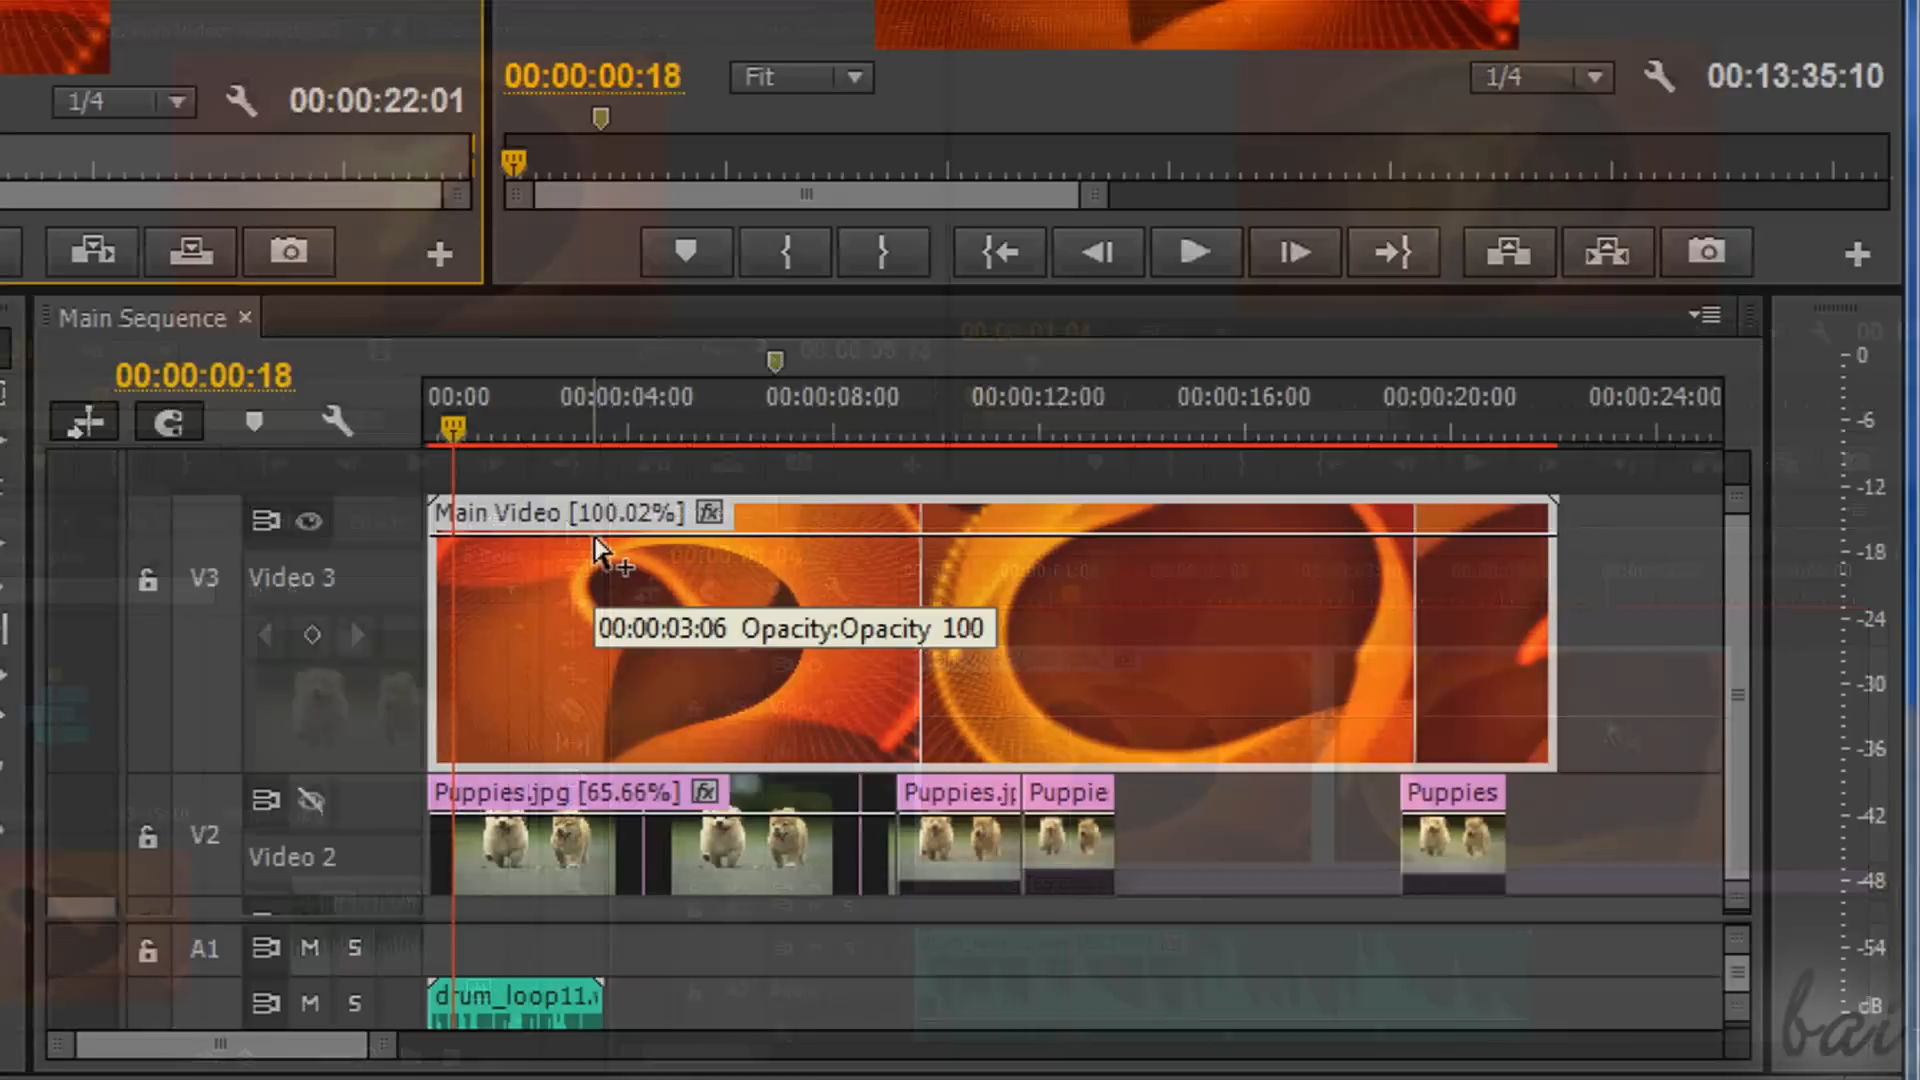 1/4
00:00:22:01
00:00:00:18
Fit
1/4
00:13:35:10
Main Sequence ×
00:00:00:18
00:00
00:00:04:00
00:00:08:00
00:00:12:00
00:00:16:00
00:00:20:00
00:00:24:00
Main Video [100.02%] fx
V3
Video 3
00:00:03:06 Opacity:Opacity 100
Puppies.jpg [65.66%] fx
Puppies.jp
Puppie
Puppies
V2
Video 2
A1
M
S
M
S
drum_loop11.
0
-6
-12
-18
-24
-30
-36
-42
-48
-54
dB
bai